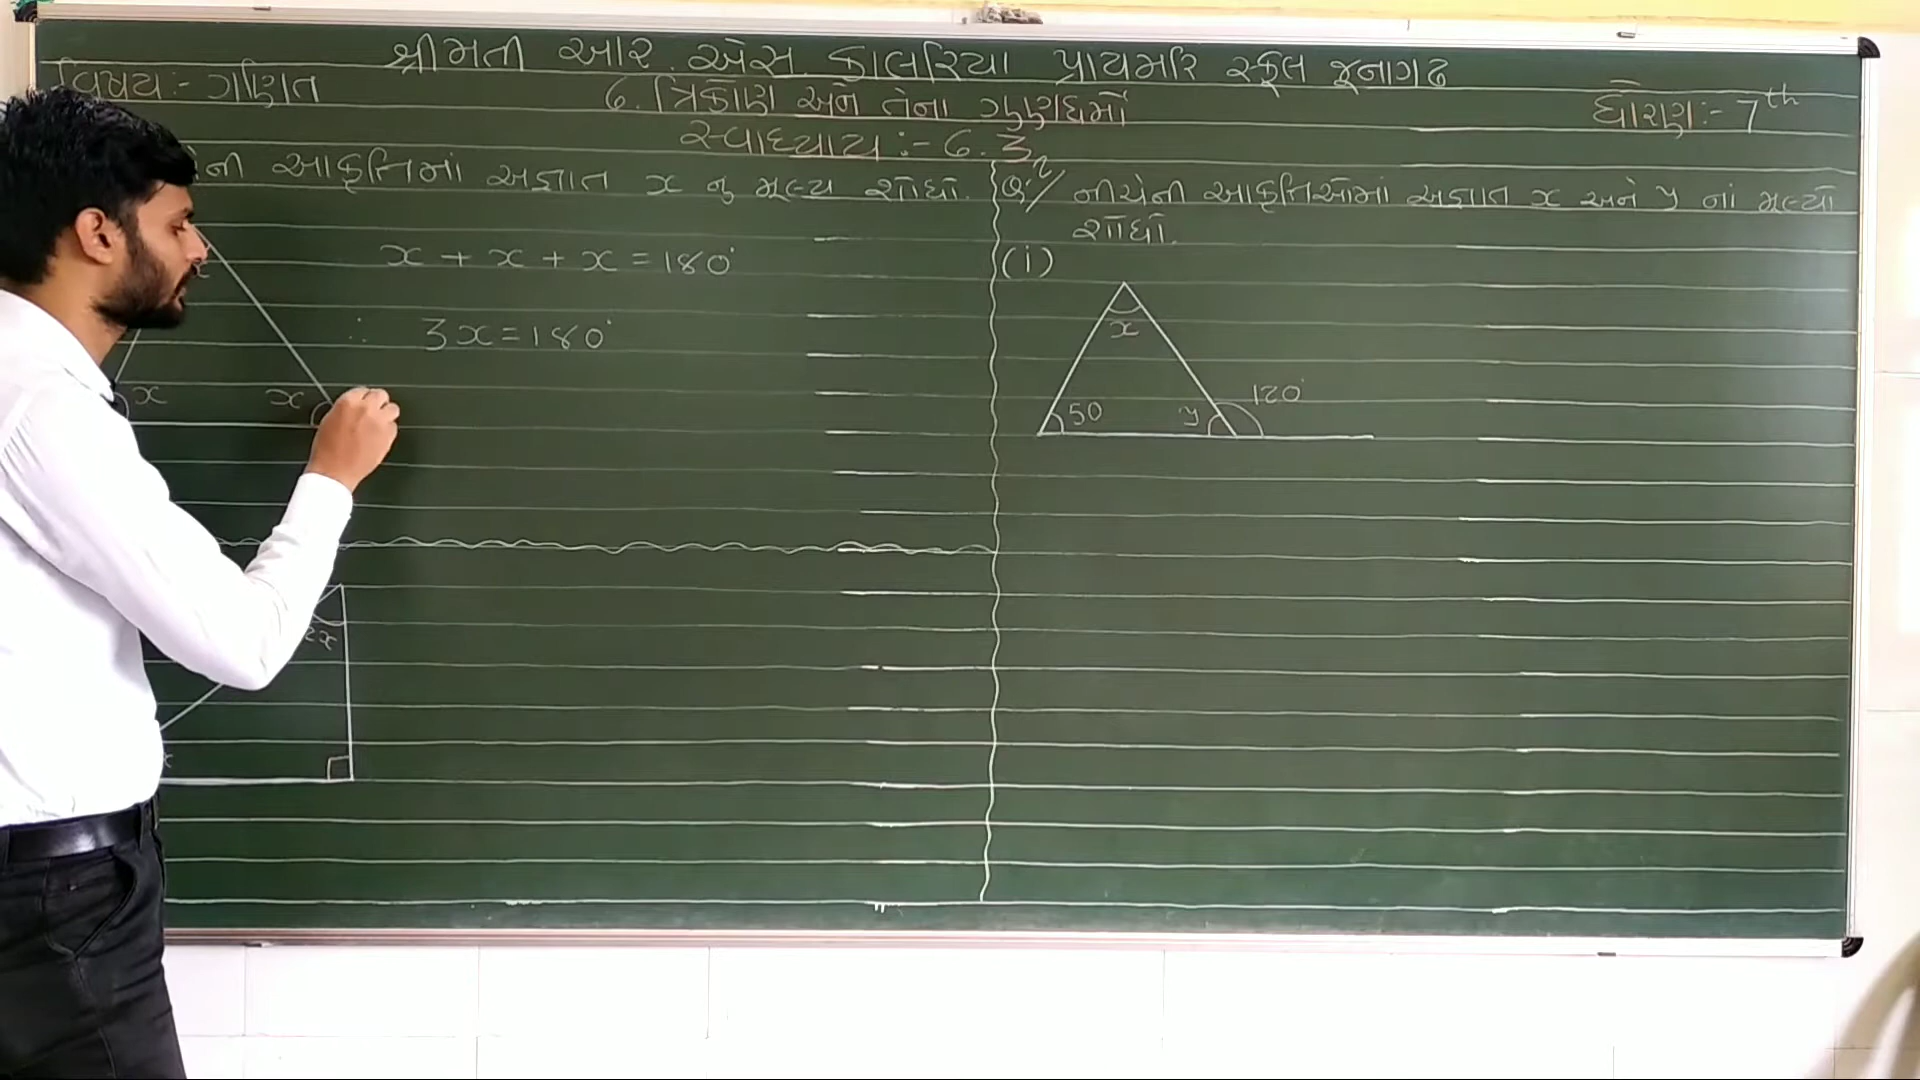 શ્રીમતી આર. એસ. કાલરિયા પ્રાયમરિ સ્કૂલ જૂનાગઢ
વિષય:- ગણિત
6. ત્રિકોણ અને તેના ગુણધર્મો
ધોરણ:- 7th
સ્વાધ્યાય :- 6.3
આકૃતિમાં અજ્ઞાત x નું મૂલ્ય શોધો.
x + x + x = 180°
∴ 3x = 180°
x
x
x
2x
Q.2/ નીચેની આકૃતિઓમાં અજ્ઞાત x અને y નાં મૂલ્યો
શોધો.
(i)
x
50
y
120°